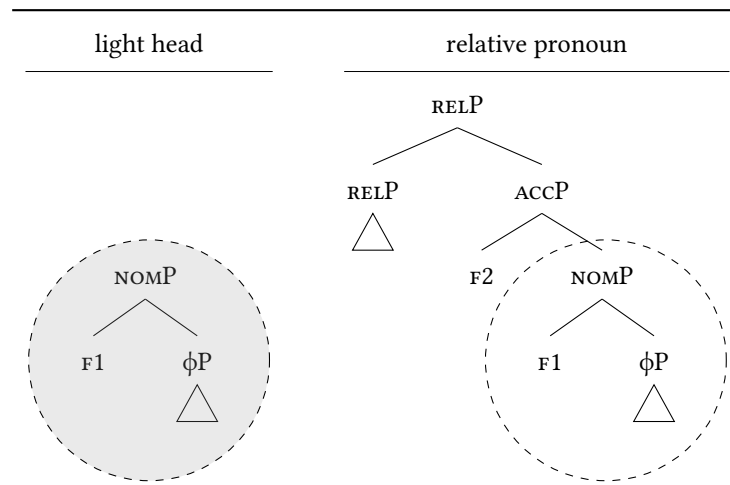 light head relative pronoun
RELP
RELP ACCP
NOMP F2 NOMP
F1 ϕP F1 ϕP